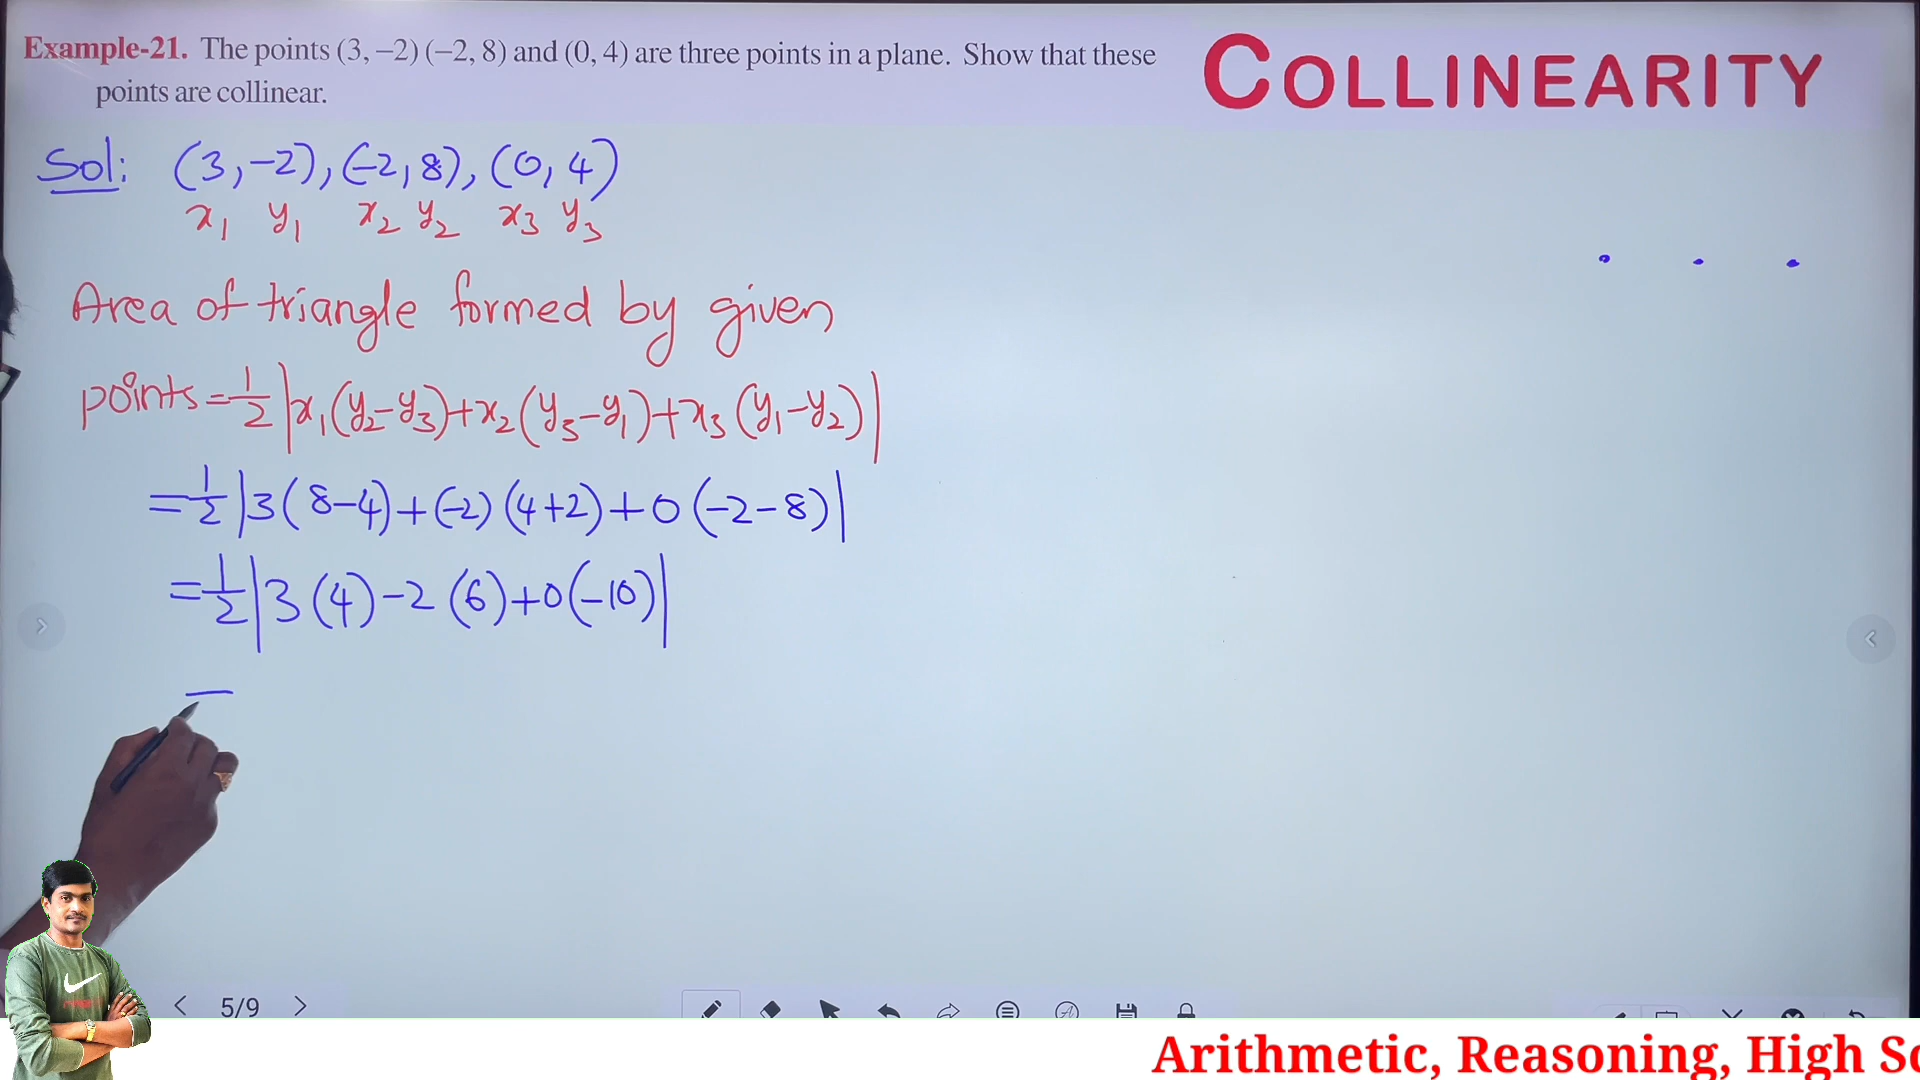 Example-21. The points (3, −2) (−2, 8) and (0, 4) are three points in a plane. Show that these
points are collinear.
COLLINEARITY
Sol: (3, −2), (−2, 8), (0, 4)
x₁ y₁ x₂ y₂ x₃ y₃
Area of triangle formed by given
points = 1/2 |x₁(y₂−y₃)+x₂(y₃−y₁)+x₃(y₁−y₂)|
= 1/2 |3(8−4)+(−2)(4+2)+0(−2−8)|
= 1/2 |3(4)−2(6)+0(−10)|
5/9
Arithmetic, Reasoning, High Sc